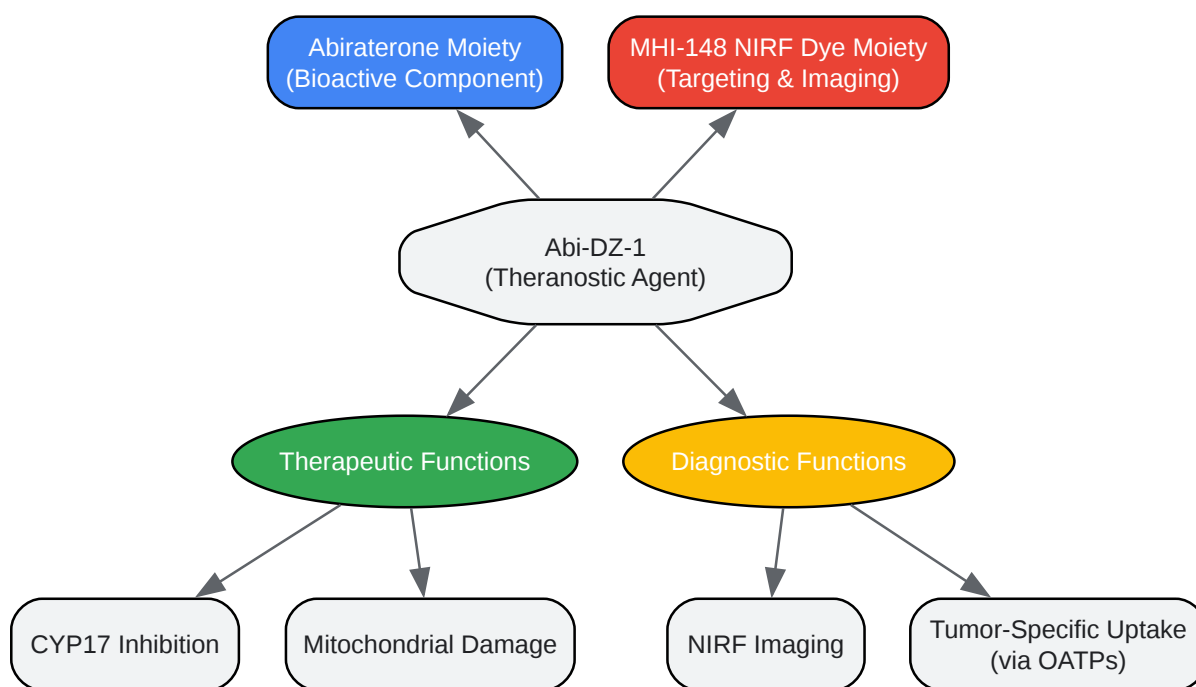 Abiraterone Moiety
(Bioactive Component)
MHI-148 NIRF Dye Moiety
(Targeting & Imaging)
Abi-DZ-1
(Theranostic Agent)
Therapeutic Functions
Diagnostic Functions
CYP17 Inhibition
Mitochondrial Damage
NIRF Imaging
Tumor-Specific Uptake
(via OATPs)